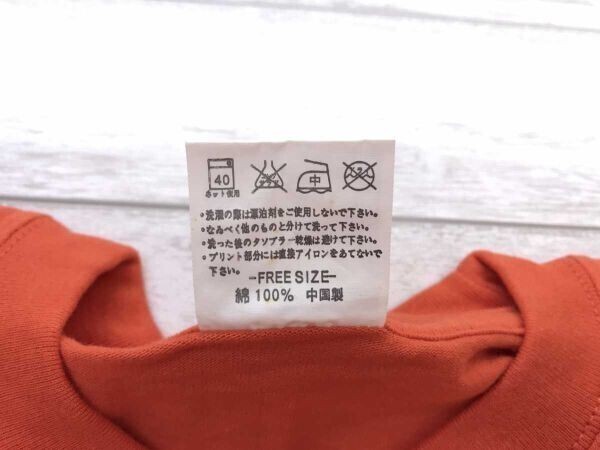 40
中
ネット使用
・洗濯の際は漂泊剤をご使用しないで下さい。
・なゐべく他のものと分けて洗って下さい。
・洗った後のタソブラー乾燥は避けて下さい。
・プリント部分には直接アイロンをあてないで
下さい。
-FREE SIZE-
綿 100% 中国製